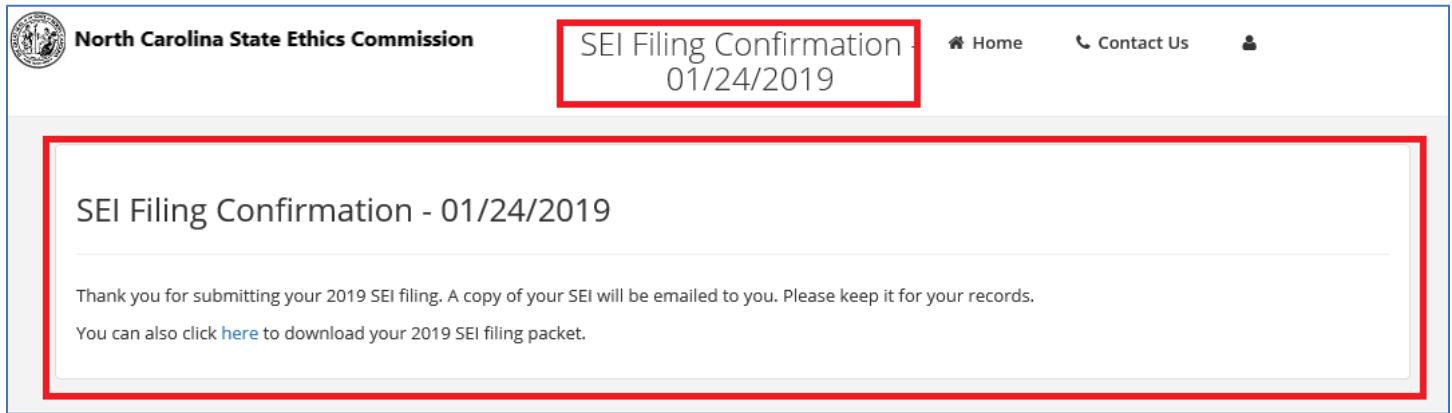 North Carolina State Ethics Commission
SEI Filing Confirmation -
01/24/2019
Home
Contact Us
SEI Filing Confirmation - 01/24/2019
Thank you for submitting your 2019 SEI filing. A copy of your SEI will be emailed to you. Please keep it for your records.
You can also click here to download your 2019 SEI filing packet.